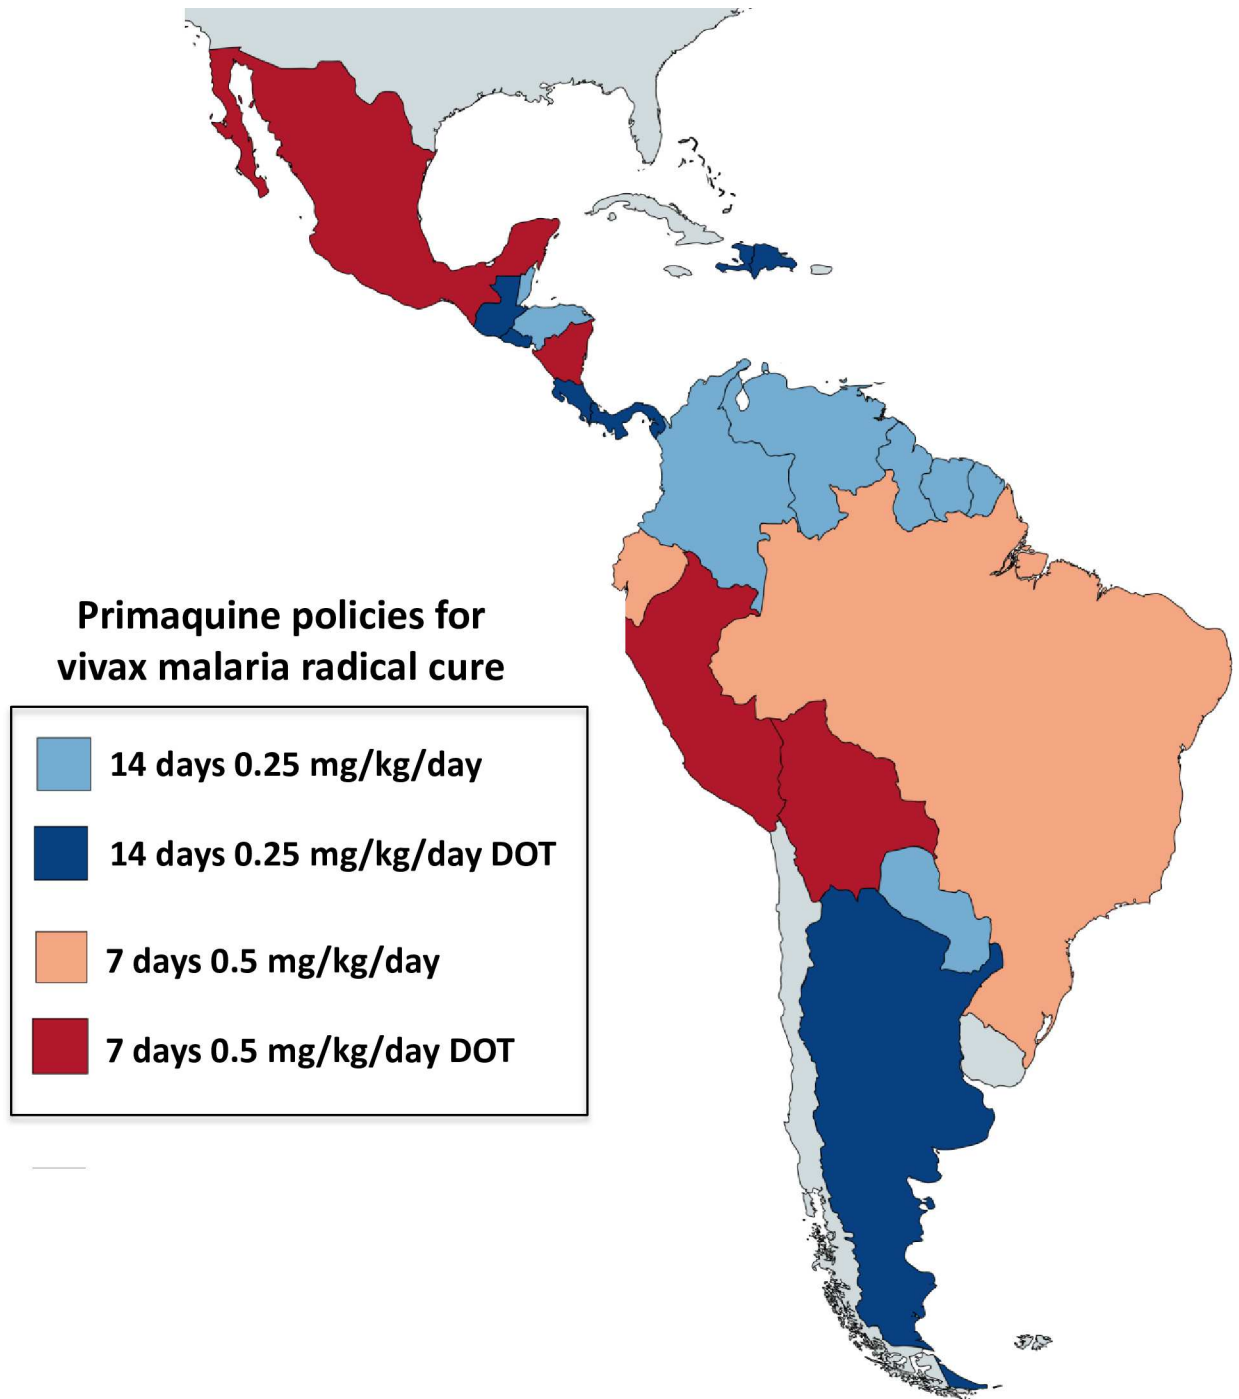 Primaquine policies for
vivax malaria radical cure
14 days 0.25 mg/kg/day
14 days 0.25 mg/kg/day DOT
7 days 0.5 mg/kg/day
7 days 0.5 mg/kg/day DOT